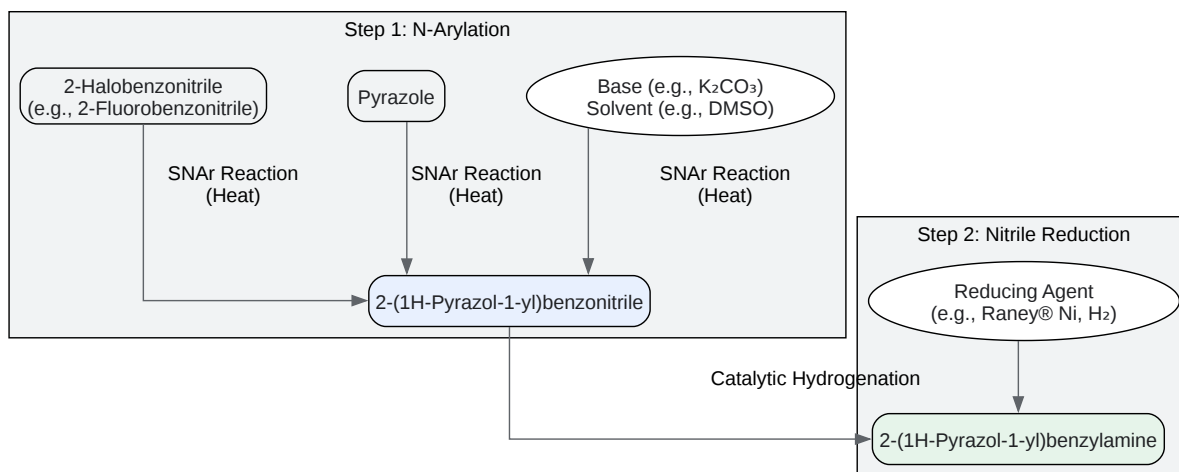 Step 1: N-Arylation
2-Halobenzonitrile
(e.g., 2-Fluorobenzonitrile)
Pyrazole
Base (e.g., K₂CO₃)
Solvent (e.g., DMSO)
SNAr Reaction
(Heat)
SNAr Reaction
(Heat)
SNAr Reaction
(Heat)
2-(1H-Pyrazol-1-yl)benzonitrile
Step 2: Nitrile Reduction
Reducing Agent
(e.g., Raney® Ni, H₂)
Catalytic Hydrogenation
2-(1H-Pyrazol-1-yl)benzylamine